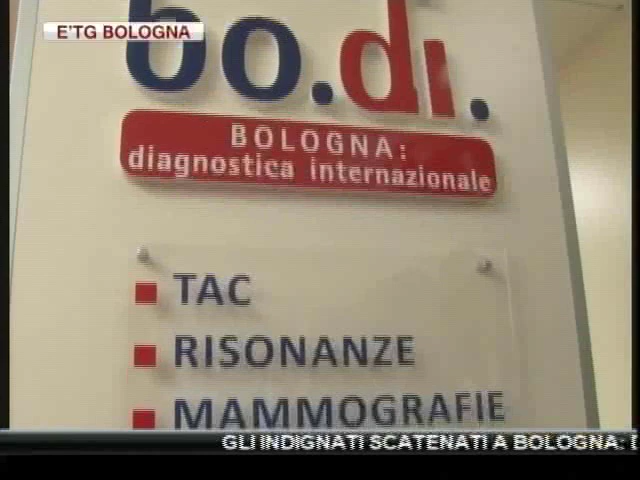 E'TG BOLOGNA
bo.di.
BOLOGNA:
diagnostica internazionale
TAC
RISONANZE
MAMMOGRAFIE
GLI INDIGNATI SCATENATI A BOLOGNA: